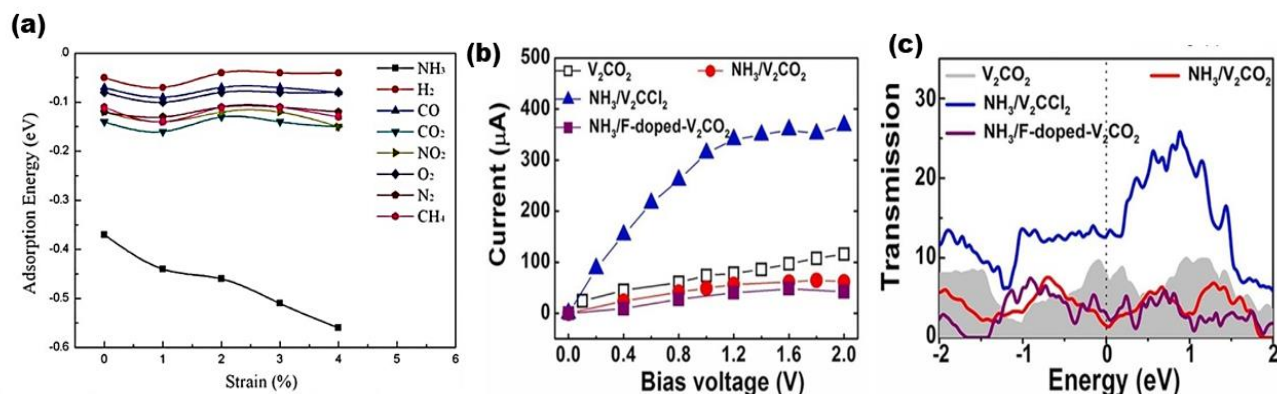 (a)
0
-0.1
-0.2
-0.3
-0.4
-0.5
-0.6
Adsorption Energy (eV)
0 1 2 3 4 5 6
Strain (%)
NH₃
H₂
CO
CO₂
NO₂
O₂
N₂
CH₄
(b)
500
400
300
200
100
0
Current (μA)
0.0 0.4 0.8 1.2 1.6 2.0
Bias voltage (V)
V₂CO₂
NH₃/V₂CO₂
NH₃/V₂CCl₂
NH₃/F-doped-V₂CO₂
(c)
30
20
10
0
Transmission
-2 -1 0 1 2
Energy (eV)
V₂CO₂
NH₃/V₂CO₂
NH₃/V₂CCl₂
NH₃/F-doped-V₂CO₂